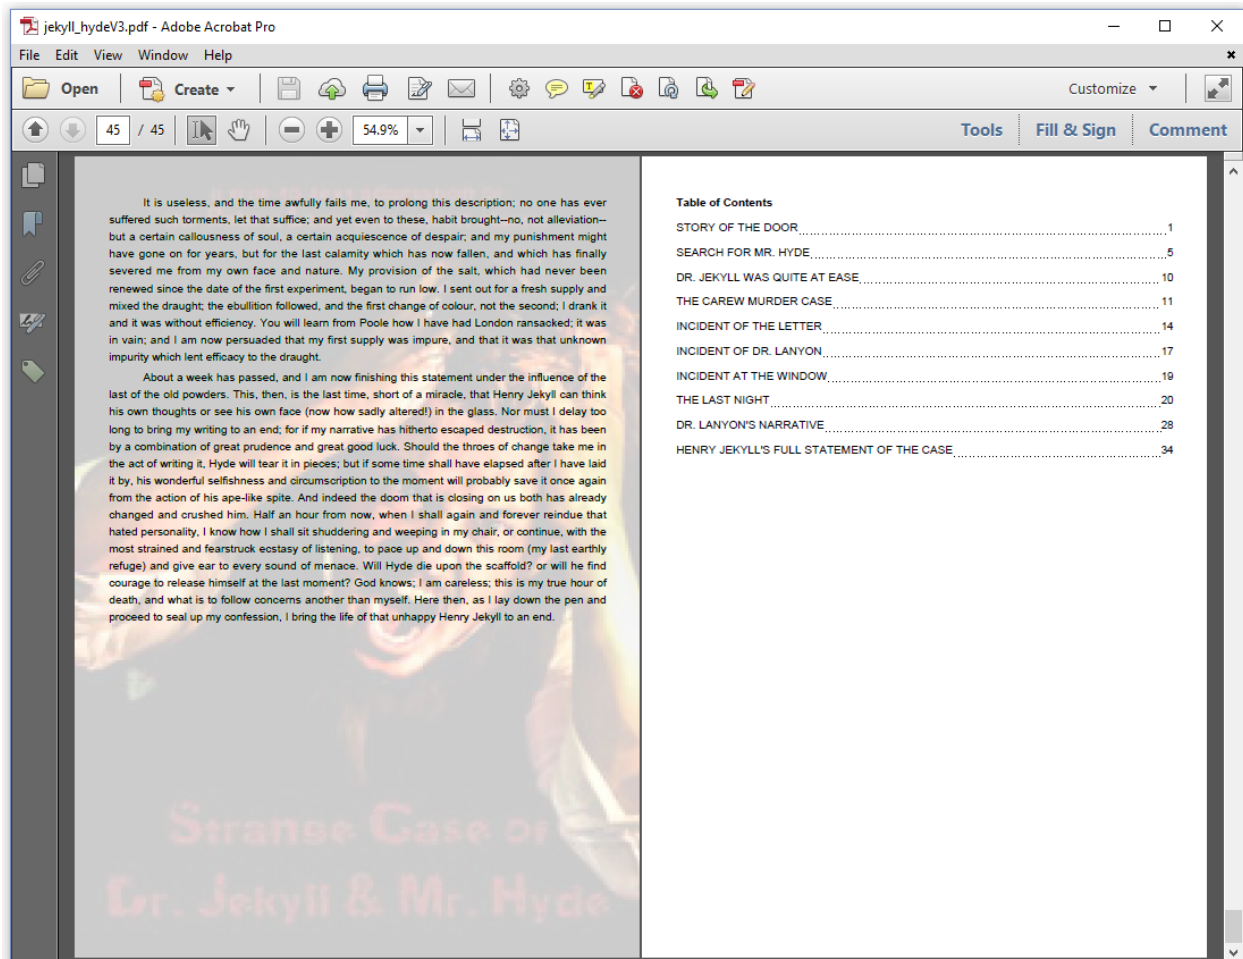 jekyll_hydeV3.pdf - Adobe Acrobat Pro
File Edit View Window Help
Open Create Customize
45 / 45 54.9% Tools Fill & Sign Comment
It is useless, and the time awfully fails me, to prolong this description; no one has ever
suffered such torments, let that suffice; and yet even to these, habit brought--no, not alleviation--
but a certain callousness of soul, a certain acquiescence of despair; and my punishment might
have gone on for years, but for the last calamity which has now fallen, and which has finally
severed me from my own face and nature. My provision of the salt, which had never been
renewed since the date of the first experiment, began to run low. I sent out for a fresh supply and
mixed the draught; the ebullition followed, and the first change of colour, not the second; I drank it
and it was without efficiency. You will learn from Poole how I have had London ransacked; it was
in vain; and I am now persuaded that my first supply was impure, and that it was that unknown
impurity which lent efficacy to the draught.
About a week has passed, and I am now finishing this statement under the influence of the
last of the old powders. This, then, is the last time, short of a miracle, that Henry Jekyll can think
his own thoughts or see his own face (now how sadly altered!) in the glass. Nor must I delay too
long to bring my writing to an end; for if my narrative has hitherto escaped destruction, it has been
by a combination of great prudence and great good luck. Should the throes of change take me in
the act of writing it, Hyde will tear it in pieces; but if some time shall have elapsed after I have laid
it by, his wonderful selfishness and circumscription to the moment will probably save it once again
from the action of his ape-like spite. And indeed the doom that is closing on us both has already
changed and crushed him. Half an hour from now, when I shall again and forever reindue that
hated personality, I know how I shall sit shuddering and weeping in my chair, or continue, with the
most strained and fearstruck ecstasy of listening, to pace up and down this room (my last earthly
refuge) and give ear to every sound of menace. Will Hyde die upon the scaffold? or will he find
courage to release himself at the last moment? God knows; I am careless; this is my true hour of
death, and what is to follow concerns another than myself. Here then, as I lay down the pen and
proceed to seal up my confession, I bring the life of that unhappy Henry Jekyll to an end.
Strange Case of
Dr. Jekyll & Mr. Hyde
Table of Contents
STORY OF THE DOOR 1
SEARCH FOR MR. HYDE 5
DR. JEKYLL WAS QUITE AT EASE 10
THE CAREW MURDER CASE 11
INCIDENT OF THE LETTER 14
INCIDENT OF DR. LANYON 17
INCIDENT AT THE WINDOW 19
THE LAST NIGHT 20
DR. LANYON'S NARRATIVE 28
HENRY JEKYLL'S FULL STATEMENT OF THE CASE 34